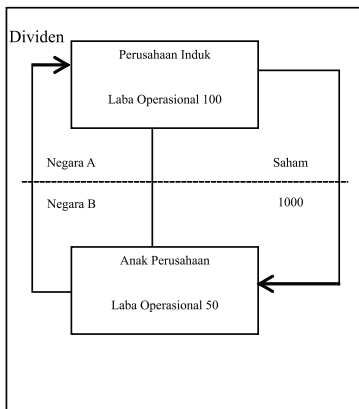 Dividen
Perusahaan Induk
Laba Operasional 100
Negara A
Saham
Negara B
1000
Anak Perusahaan
Laba Operasional 50